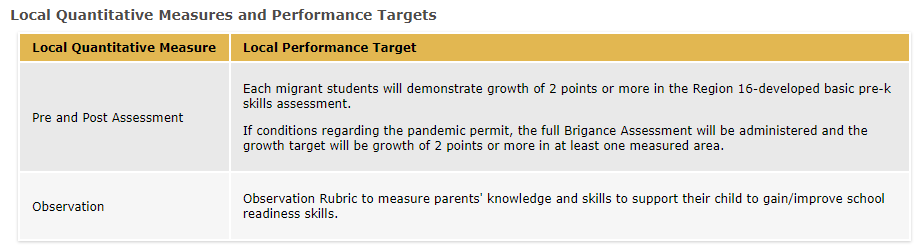 Local Quantitative Measures and Performance Targets
Local Quantitative Measure
Local Performance Target
Pre and Post Assessment
Each migrant students will demonstrate growth of 2 points or more in the Region 16-developed basic pre-k
skills assessment.
If conditions regarding the pandemic permit, the full Brigance Assessment will be administered and the
growth target will be growth of 2 points or more in at least one measured area.
Observation
Observation Rubric to measure parents' knowledge and skills to support their child to gain/improve school
readiness skills.